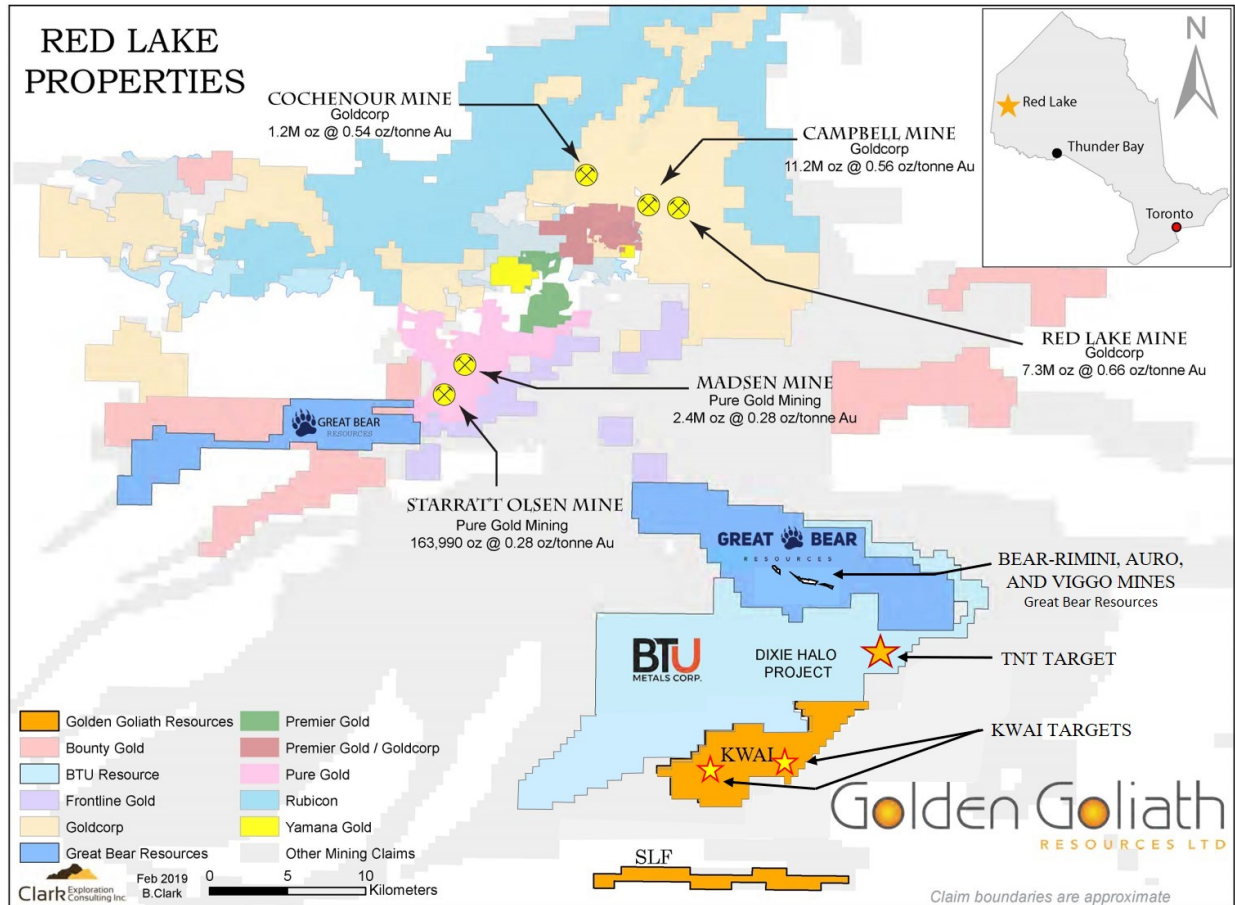 RED LAKE
PROPERTIES
COCHENOUR MINE
Goldcorp
1.2M oz @ 0.54 oz/tonne Au
CAMPBELL MINE
Goldcorp
11.2M oz @ 0.56 oz/tonne Au
N
Red Lake
Thunder Bay
Toronto
RED LAKE MINE
Goldcorp
7.3M oz @ 0.66 oz/tonne Au
MADSEN MINE
Pure Gold Mining
2.4M oz @ 0.28 oz/tonne Au
GREAT BEAR
RESOURCES
STARRATT OLSEN MINE
Pure Gold Mining
163,990 oz @ 0.28 oz/tonne Au
GREAT BEAR
RESOURCES
BEAR-RIMINI, AURO,
AND VIGGO MINES
Great Bear Resources
BTU
METALS CORP.
DIXIE HALO
PROJECT
TNT TARGET
KWAI
KWAI TARGETS
Golden Goliath Resources
Bounty Gold
BTU Resource
Frontline Gold
Goldcorp
Great Bear Resources
Premier Gold
Premier Gold / Goldcorp
Pure Gold
Rubicon
Yamana Gold
Other Mining Claims
Golden Goliath
RESOURCES LTD
SLF
Clark Exploration
Consulting Inc
Feb 2019
B.Clark
0 5 10
Kilometers
Claim boundaries are approximate